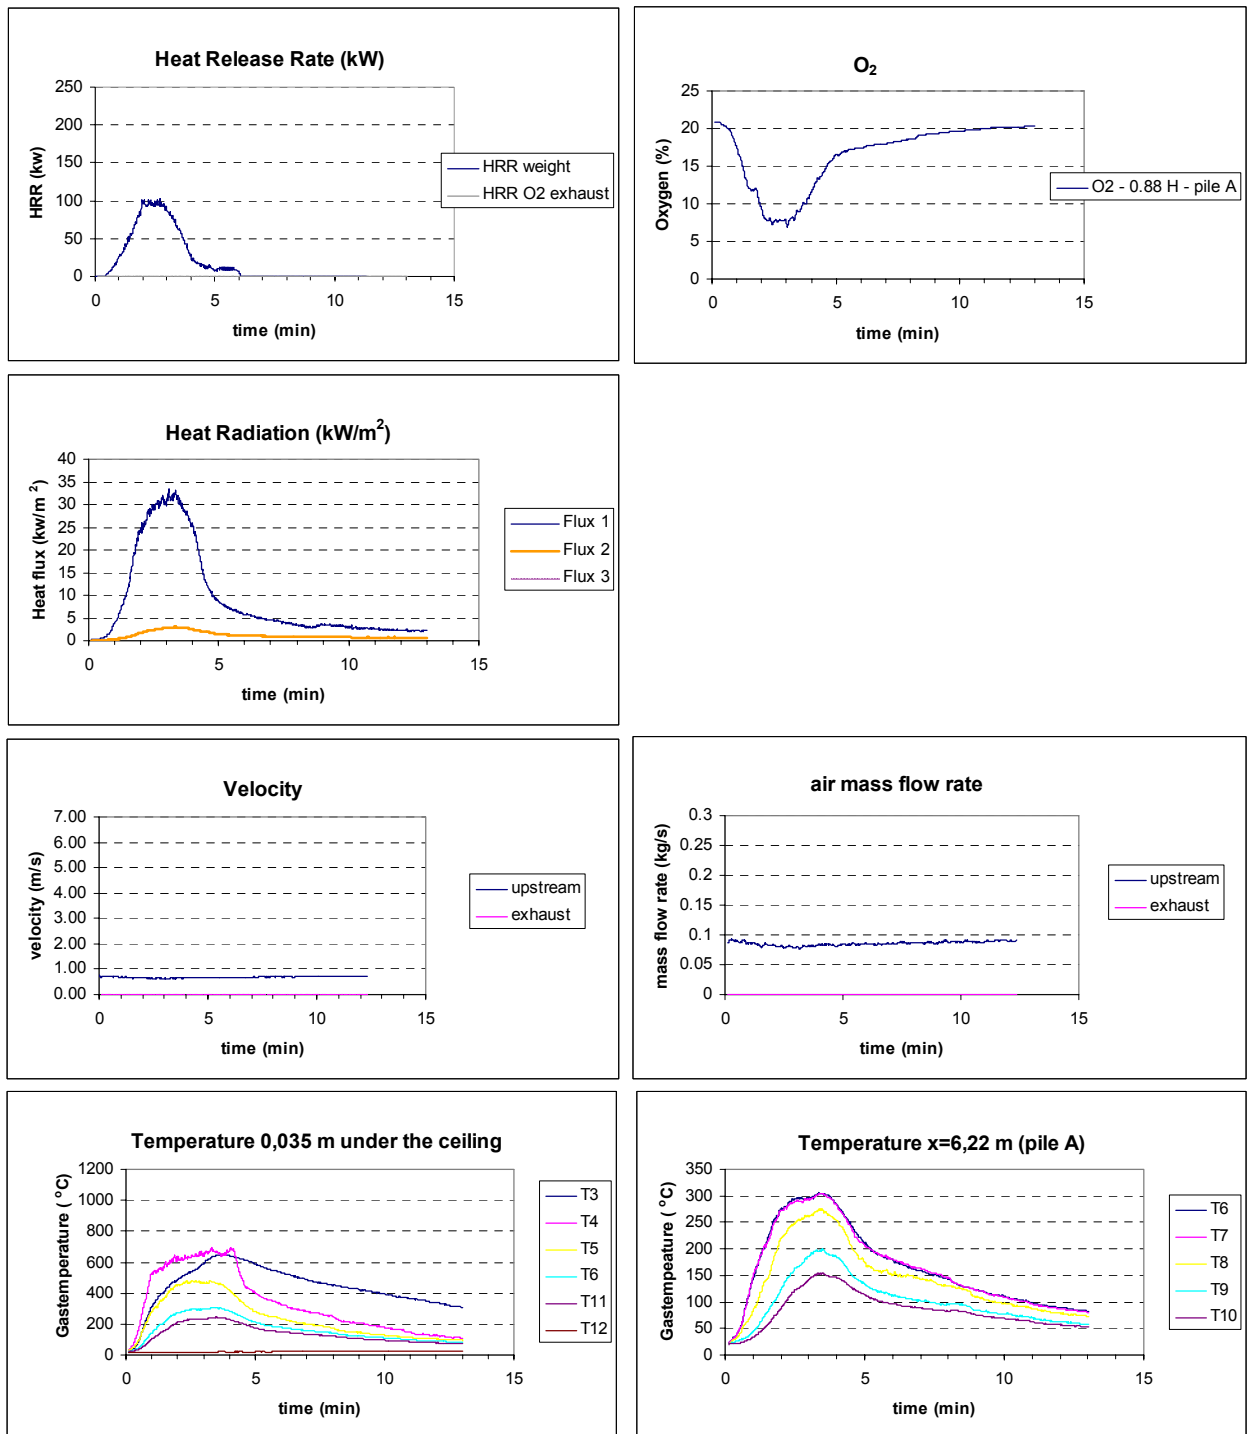 Heat Release Rate (kW)
HRR (kw)
250
200
150
100
50
0
0
5
10
15
time (min)
HRR weight
HRR O2 exhaust
O2
Oxygen (%)
25
20
15
10
5
0
0
5
10
15
time (min)
O2 - 0.88 H - pile A
Heat Radiation (kW/m2)
Heat flux (kw/m 2)
40
35
30
25
20
15
10
5
0
0
5
10
15
time (min)
Flux 1
Flux 2
Flux 3
Velocity
velocity (m/s)
7.00
6.00
5.00
4.00
3.00
2.00
1.00
0.00
0
5
10
15
time (min)
upstream
exhaust
air mass flow rate
mass flow rate (kg/s)
0.3
0.25
0.2
0.15
0.1
0.05
0
0
5
10
15
time (min)
upstream
exhaust
Temperature 0,035 m under the ceiling
Gastemperature ( °C)
1200
1000
800
600
400
200
0
0
5
10
15
time (min)
T3
T4
T5
T6
T11
T12
Temperature x=6,22 m (pile A)
Gastempeature ( °C)
350
300
250
200
150
100
50
0
0
5
10
15
time (min)
T6
T7
T8
T9
T10